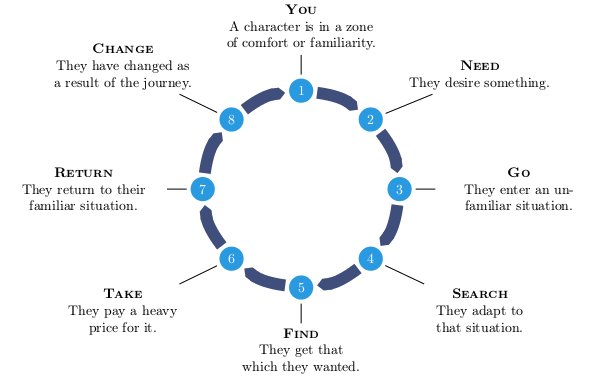 YOU
A character is in a zone
of comfort or familiarity.
1
NEED
They desire something.
2
GO
They enter an un-
familiar situation.
3
SEARCH
They adapt to
that situation.
4
FIND
They get that
which they wanted.
5
TAKE
They pay a heavy
price for it.
6
RETURN
They return to their
familiar situation.
7
CHANGE
They have changed as
a result of the journey.
8